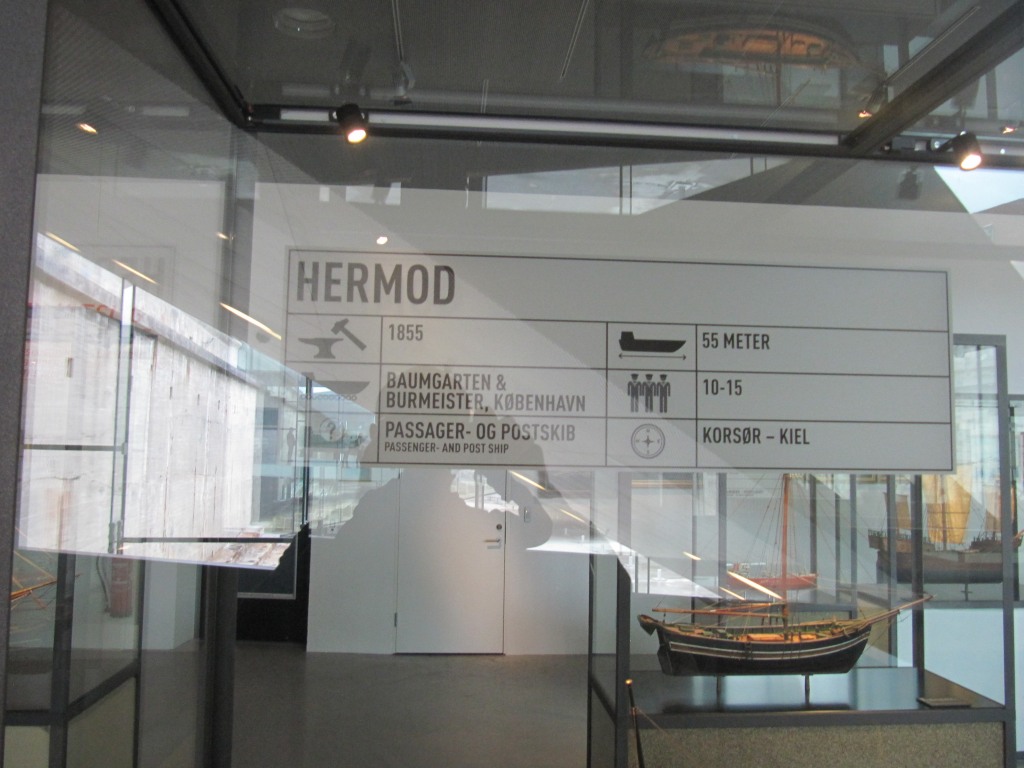 HERMOD
1855
55 METER
BAUMGARTEN &
BURMEISTER, KØBENHAVN
10-15
PASSAGER- OG POSTSKIB
PASSENGER- AND POST SHIP
KORSØR – KIEL